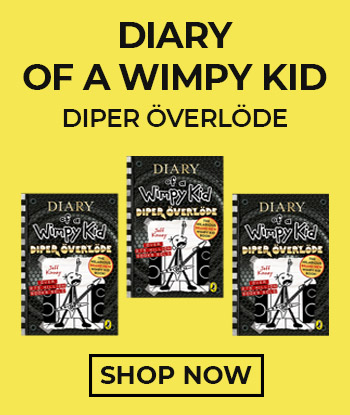 DIARY
OF A WIMPY KID
DIPER ÖVERLÖDE
DIARY
of a
Wimpy Kid
DIPER ÖVERLÖDE
Jeff
Kinney
DIARY
of a
Wimpy Kid
DIPER ÖVERLÖDE
Jeff
Kinney
DIARY
of a
Wimpy Kid
DIPER ÖVERLÖDE
Jeff
Kinney
SHOP NOW